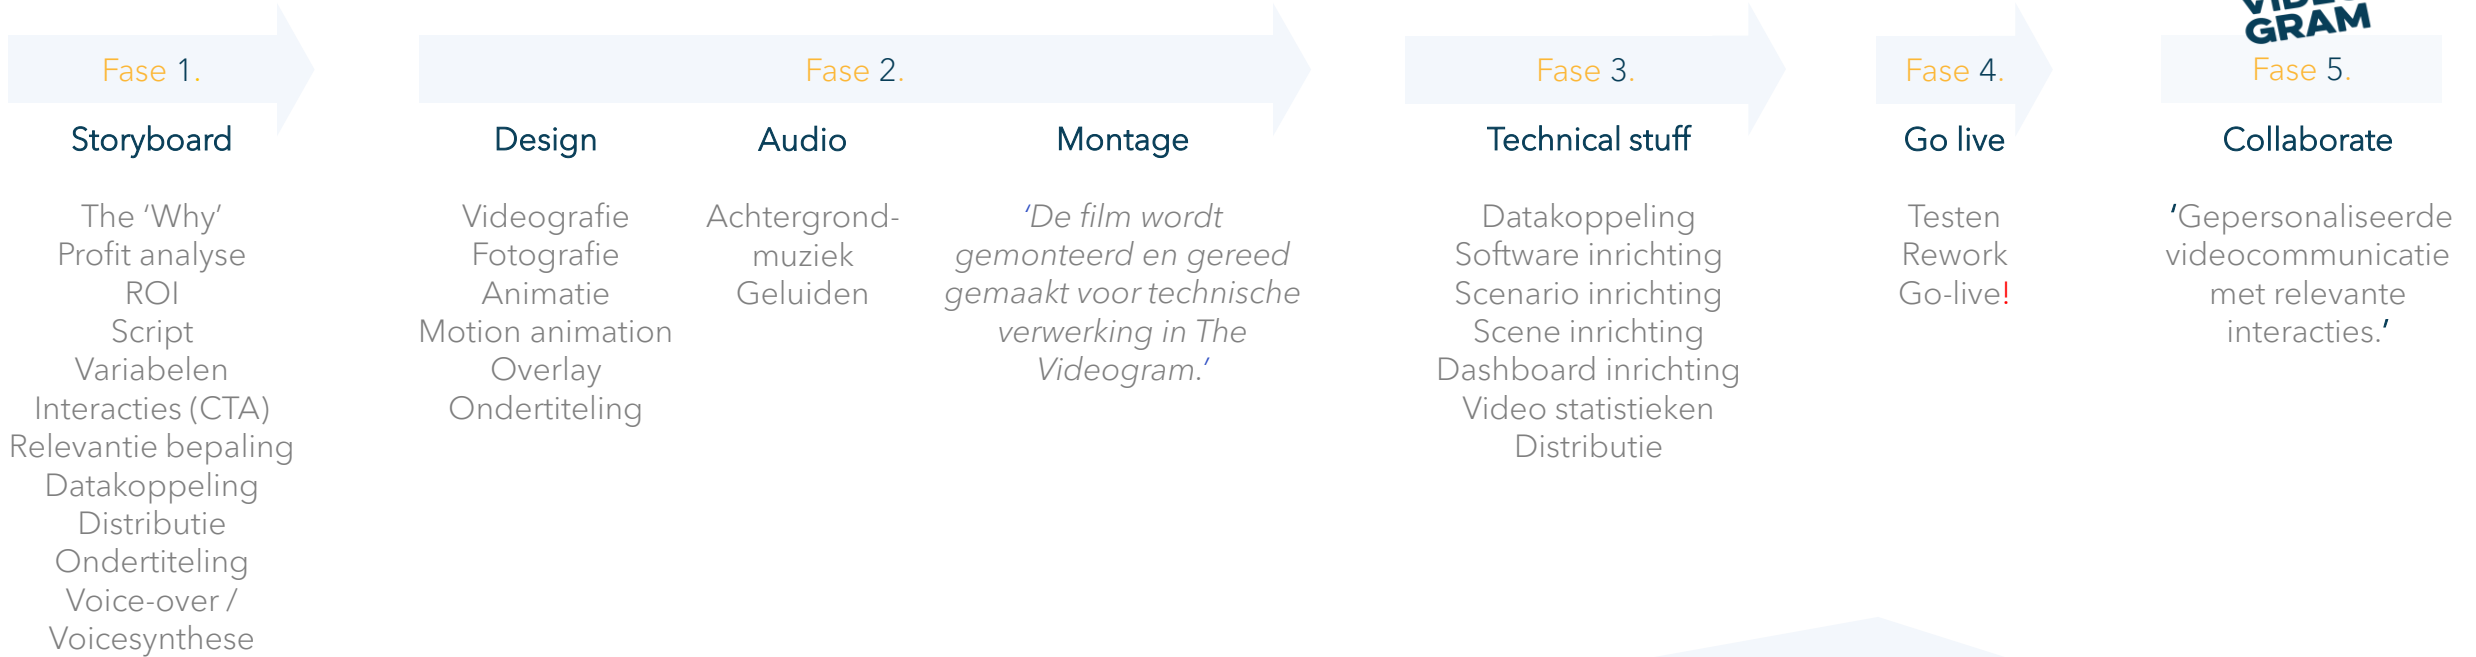 VIDEO
GRAM
Fase 1.
Storyboard
The ‘Why’
Profit analyse
ROI
Script
Variabelen
Interacties (CTA)
Relevantie bepaling
Datakoppeling
Distributie
Ondertiteling
Voice-over /
Voicesynthese
Fase 2.
Design
Videografie
Fotografie
Animatie
Motion animation
Overlay
Ondertiteling
Audio
Achtergrond-
muziek
Geluiden
Montage
‘De film wordt
gemonteerd en gereed
gemaakt voor technische
verwerking in The
Videogram.’
Fase 3.
Technical stuff
Datakoppeling
Software inrichting
Scenario inrichting
Scene inrichting
Dashboard inrichting
Video statistieken
Distributie
Fase 4.
Go live
Testen
Rework
Go-live!
Fase 5.
Collaborate
‘Gepersonaliseerde
videocommunicatie
met relevante
interacties.’